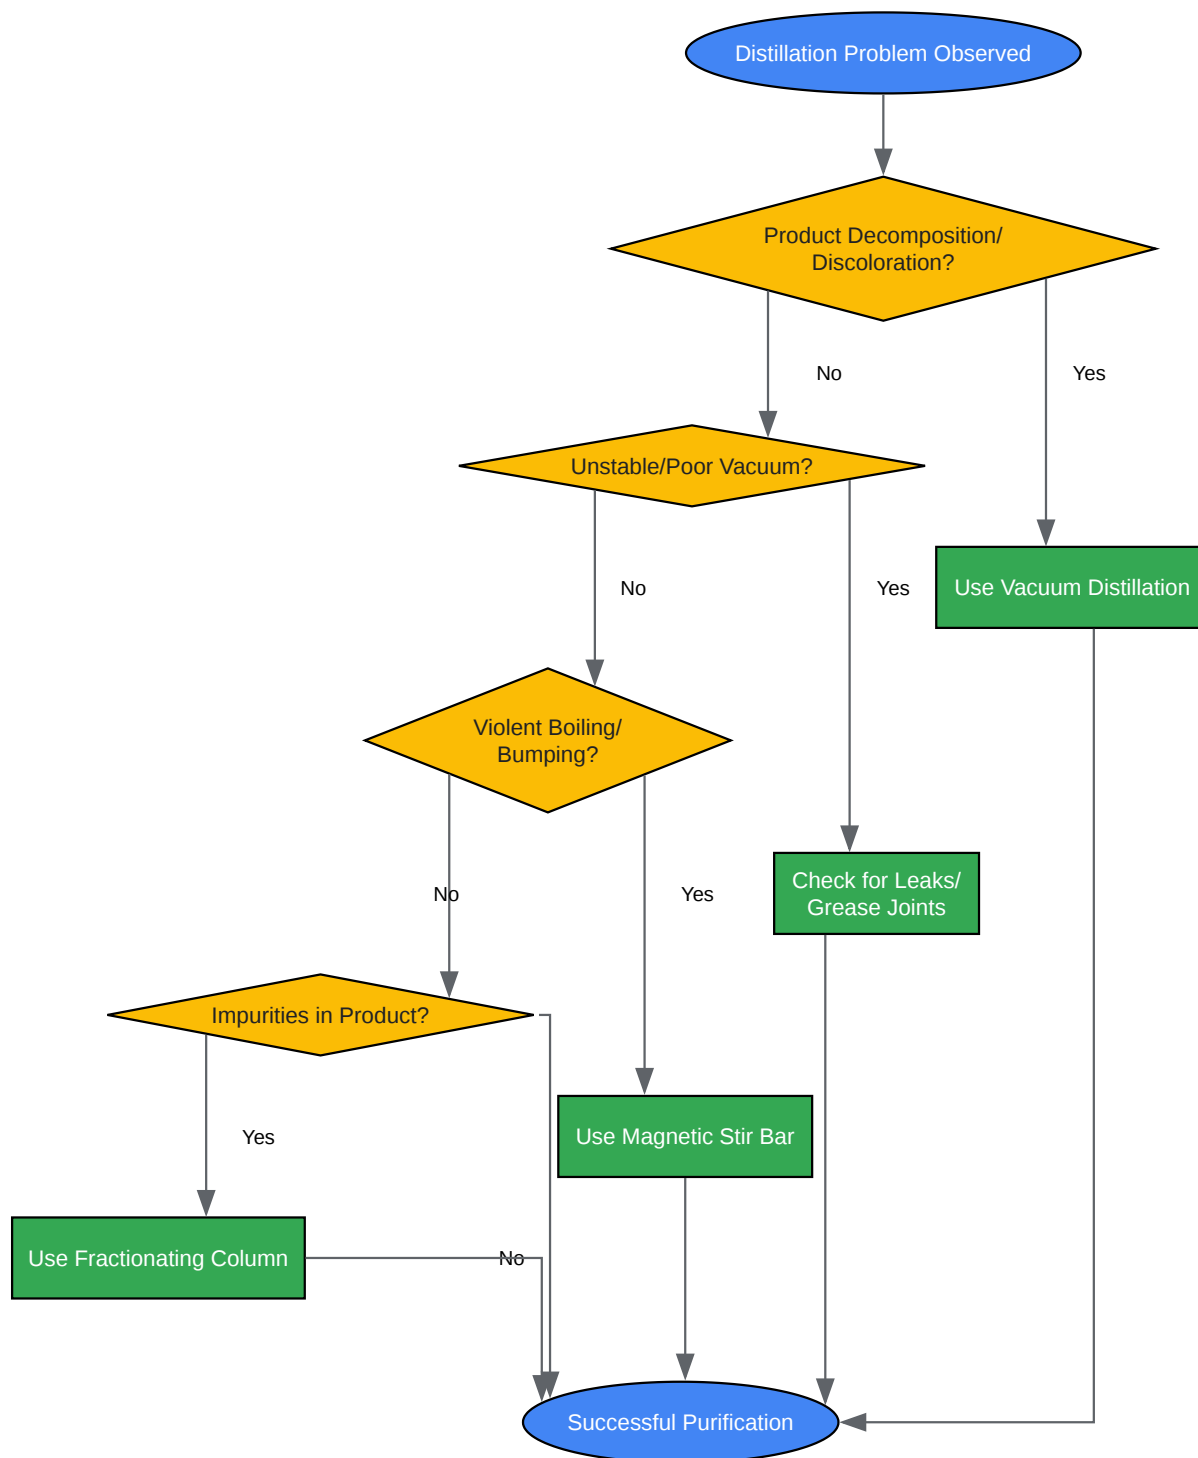 Distillation Problem Observed
Product Decomposition/
Discoloration?
No
Yes
Unstable/Poor Vacuum?
No
Yes
Use Vacuum Distillation
Violent Boiling/
Bumping?
No
Yes
Check for Leaks/
Grease Joints
Impurities in Product?
Yes
Use Magnetic Stir Bar
Use Fractionating Column
No
Successful Purification